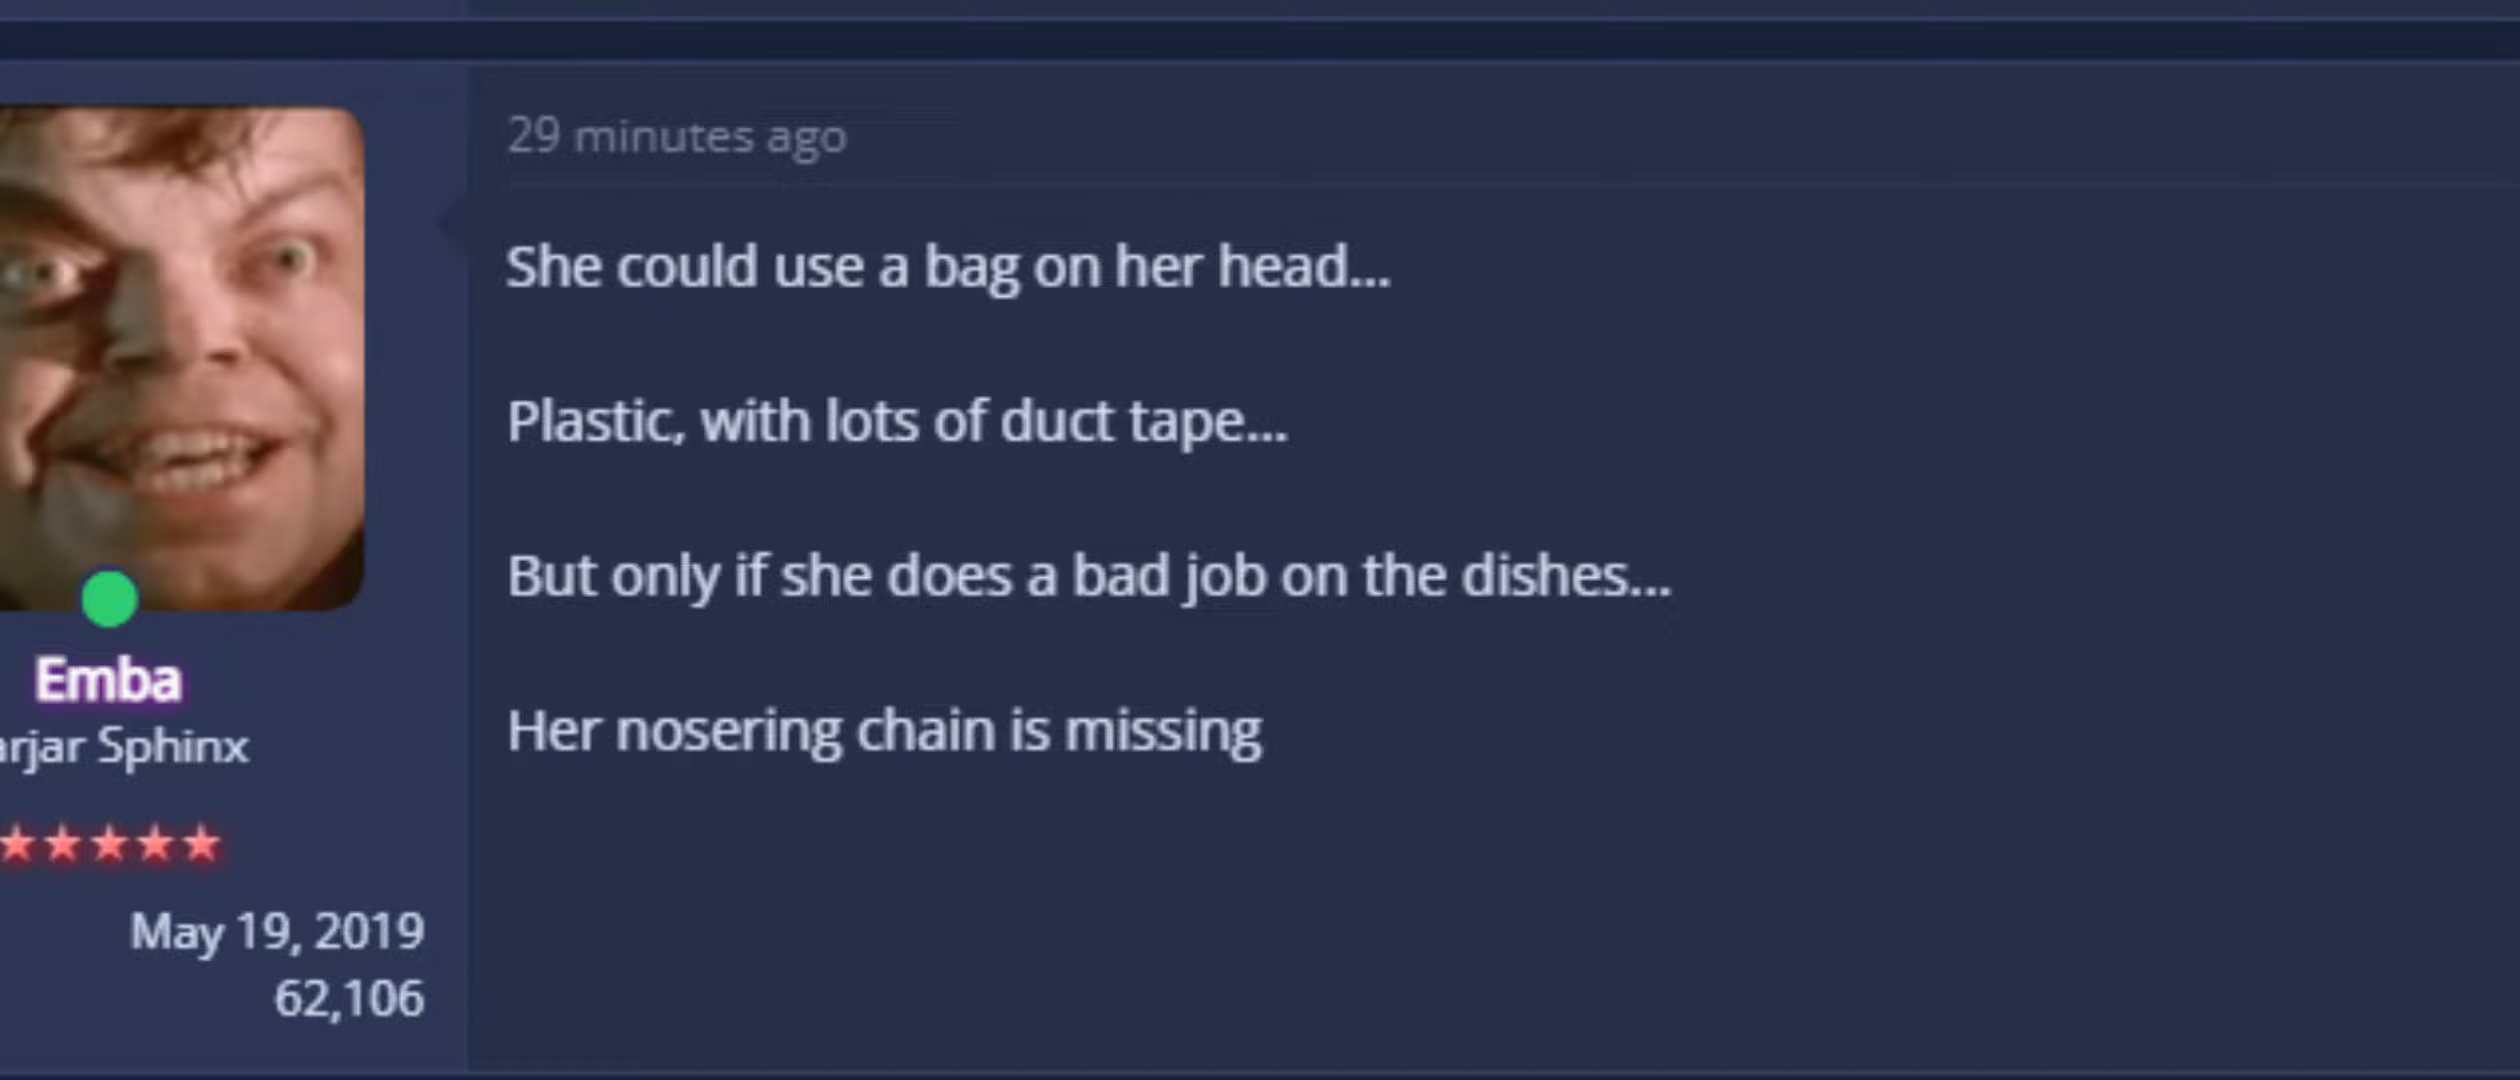 29 minutes ago
She could use a bag on her head...
Plastic, with lots of duct tape...
But only if she does a bad job on the dishes...
Her nosering chain is missing
Emba
arjar Sphinx
★★★★★
May 19, 2019
62,106